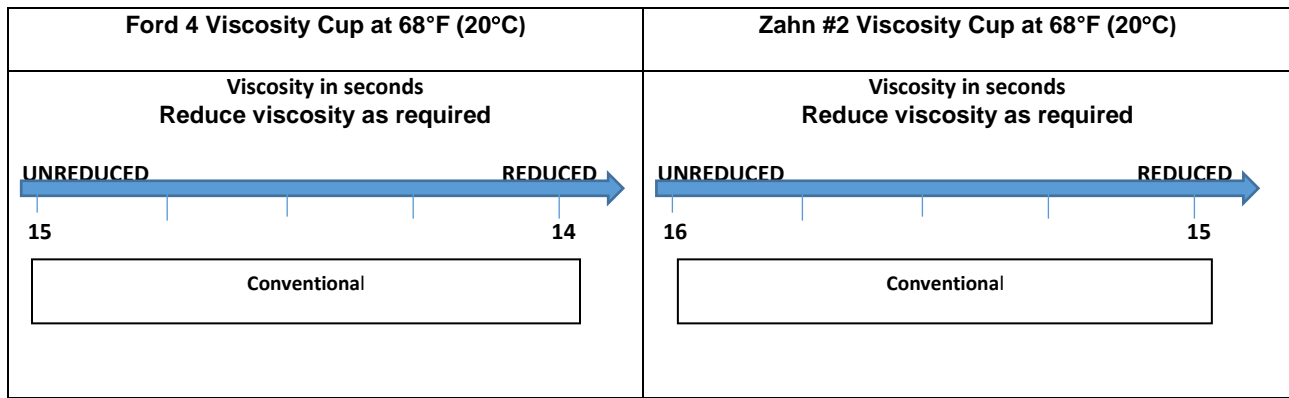 Ford 4 Viscosity Cup at 68°F (20°C)
Viscosity in seconds
Reduce viscosity as required
UNREDUCED REDUCED
15 14
Conventional
Zahn #2 Viscosity Cup at 68°F (20°C)
Viscosity in seconds
Reduce viscosity as required
UNREDUCED REDUCED
16 15
Conventional